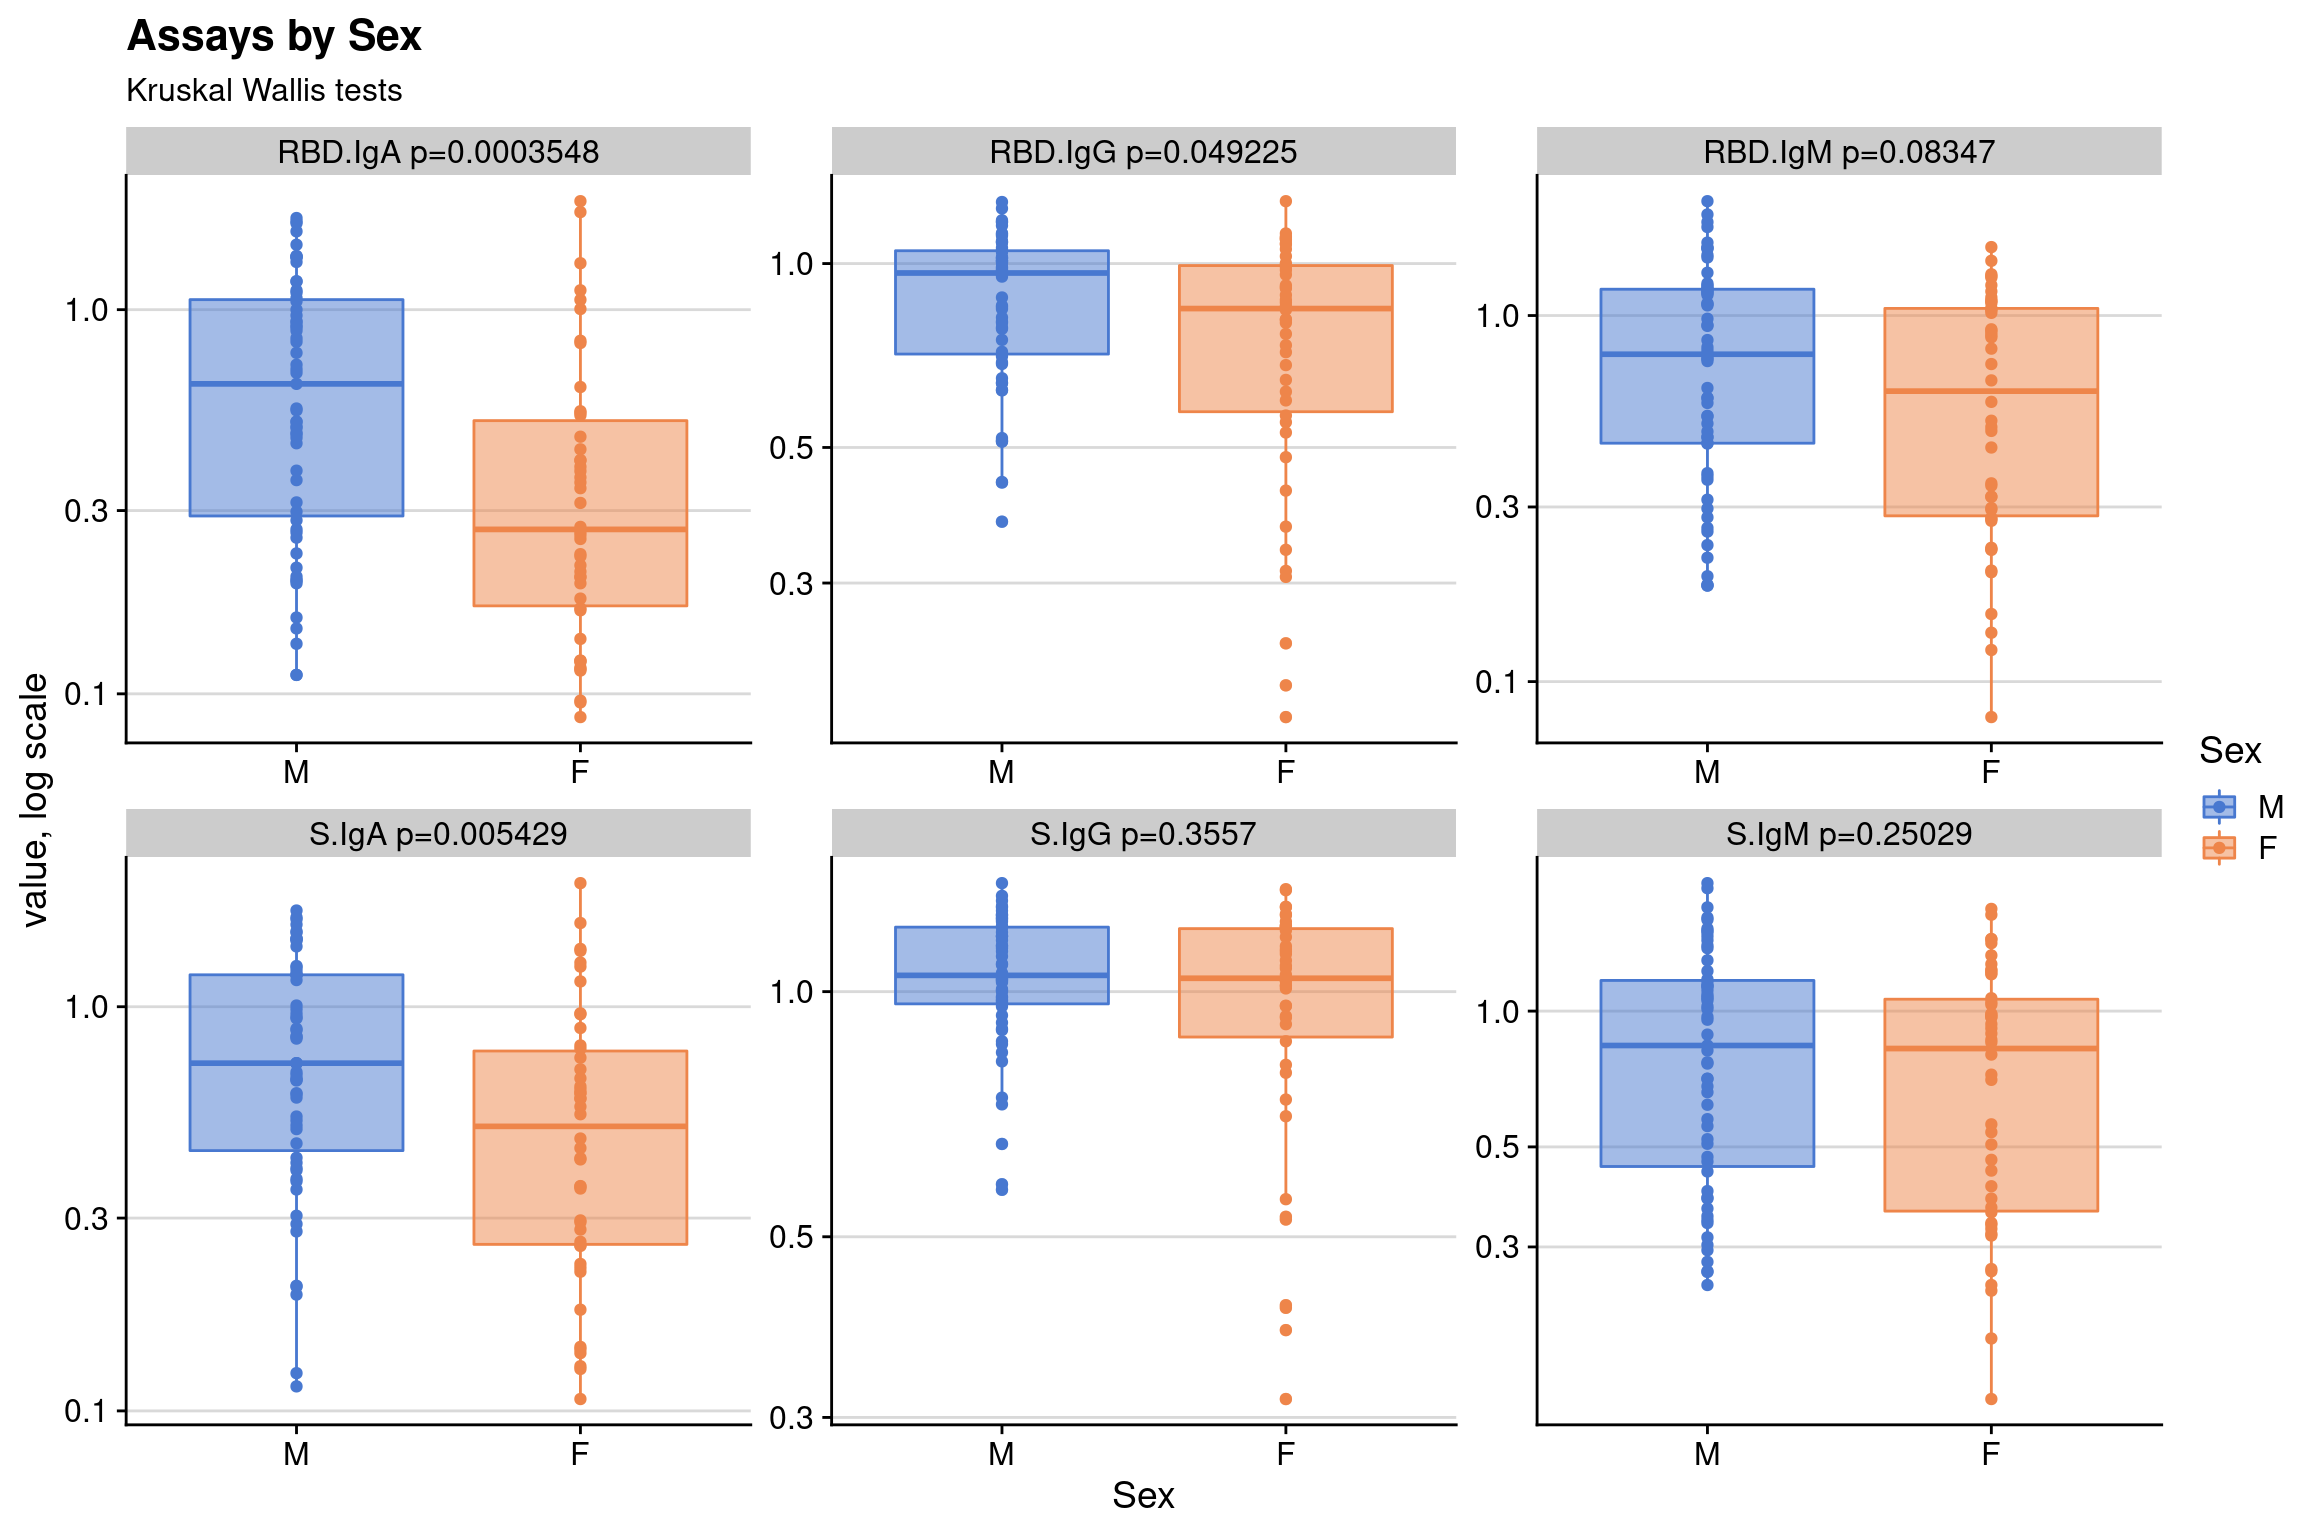 Assays by Sex
Kruskal Wallis tests
RBD.IgA p=0.0003548
RBD.IgG p=0.049225
RBD.IgM p=0.08347
1.0
0.3
0.1
1.0
0.5
0.3
1.0
0.3
0.1
M
F
M
F
M
F
value, log scale
S.IgA p=0.005429
S.IgG p=0.3557
S.IgM p=0.25029
1.0
0.3
0.1
1.0
0.5
0.3
1.0
0.5
0.3
M
F
M
F
M
F
Sex
Sex
M
F